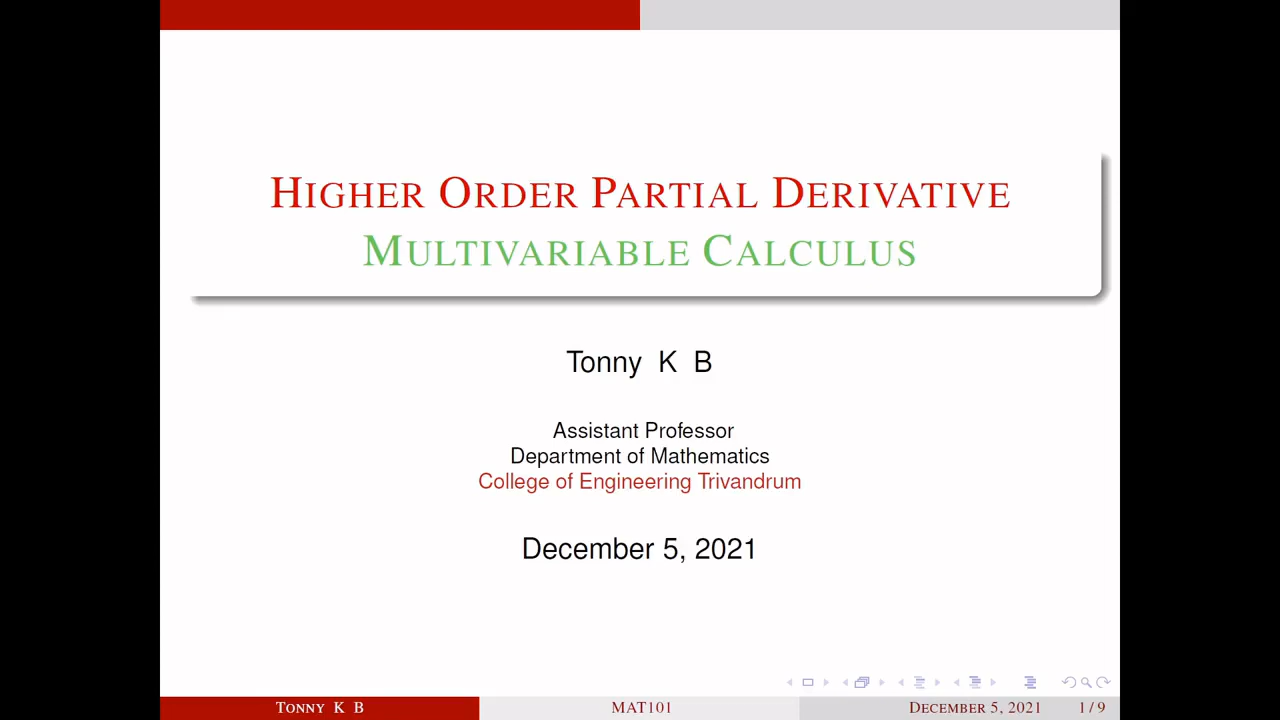 HIGHER ORDER PARTIAL DERIVATIVE
MULTIVARIABLE CALCULUS
Tonny K B
Assistant Professor
Department of Mathematics
College of Engineering Trivandrum
December 5, 2021
TONNY K B MAT101 DECEMBER 5, 2021 1 / 9